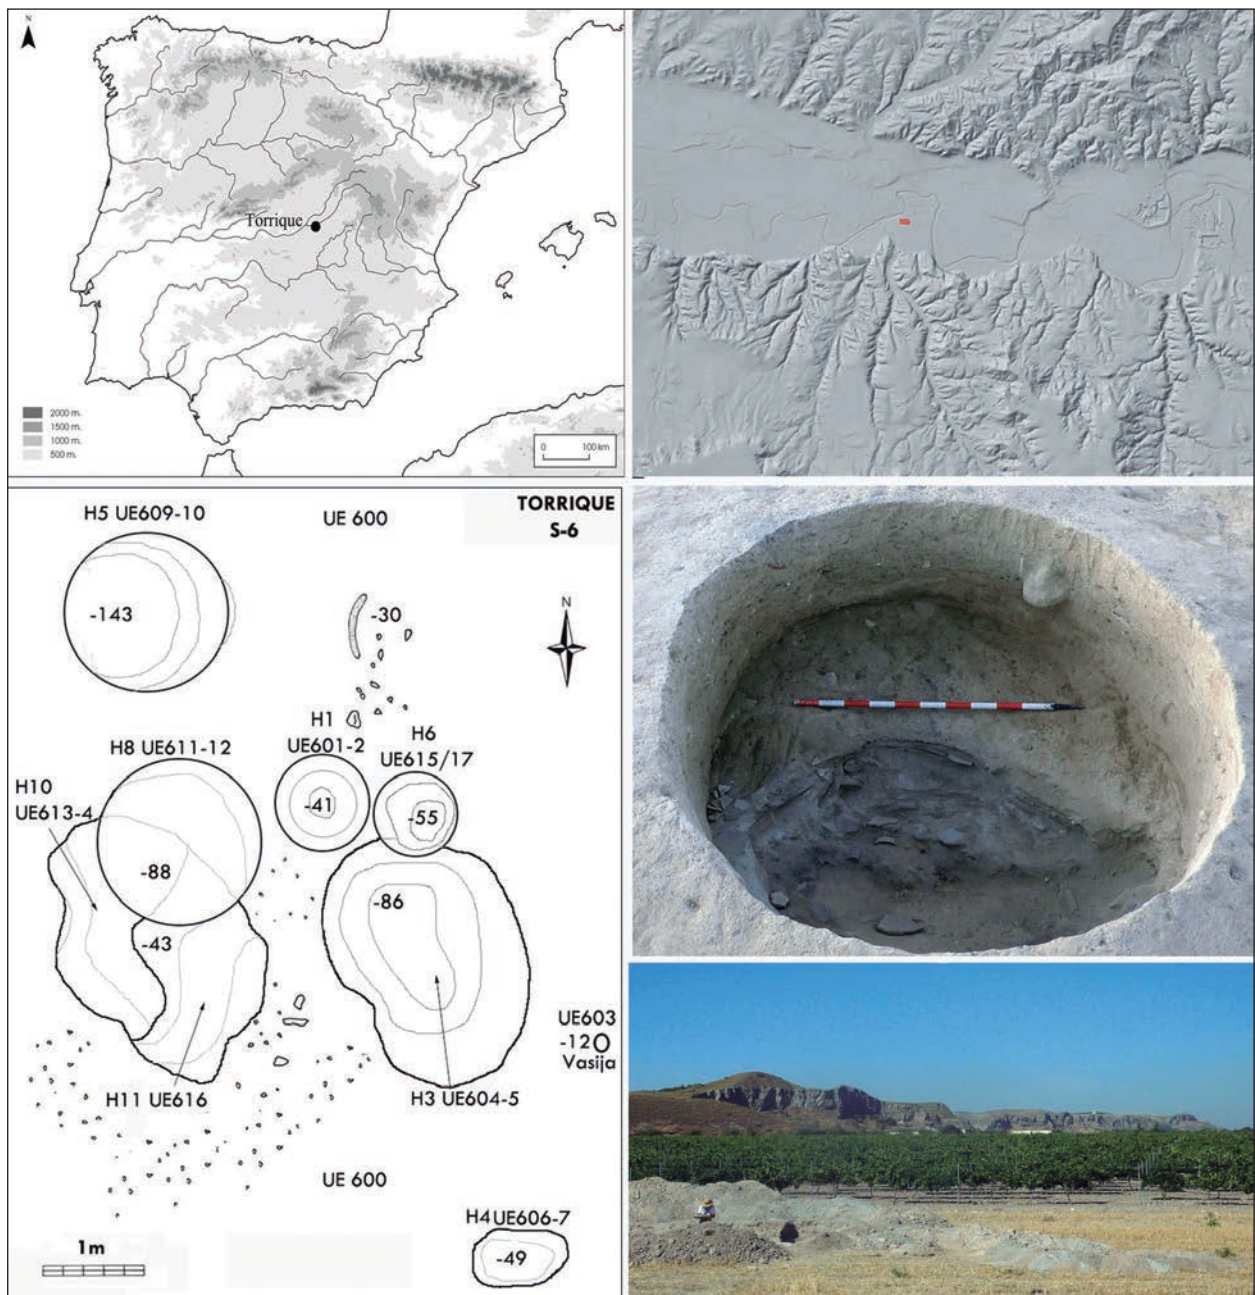 N
Torrique
2000 m.
1500 m.
1000 m.
500 m.
0 100 km
TORRIQUE
S-6
H5 UE609-10
UE 600
-143
-30
N
H1
UE601-2
H6
UE615/17
H8 UE611-12
H10
UE613-4
-41
-55
-88
-86
-43
UE603
-12
Vasija
H11 UE616
H3 UE604-5
UE 600
H4UE606-7
-49
1m